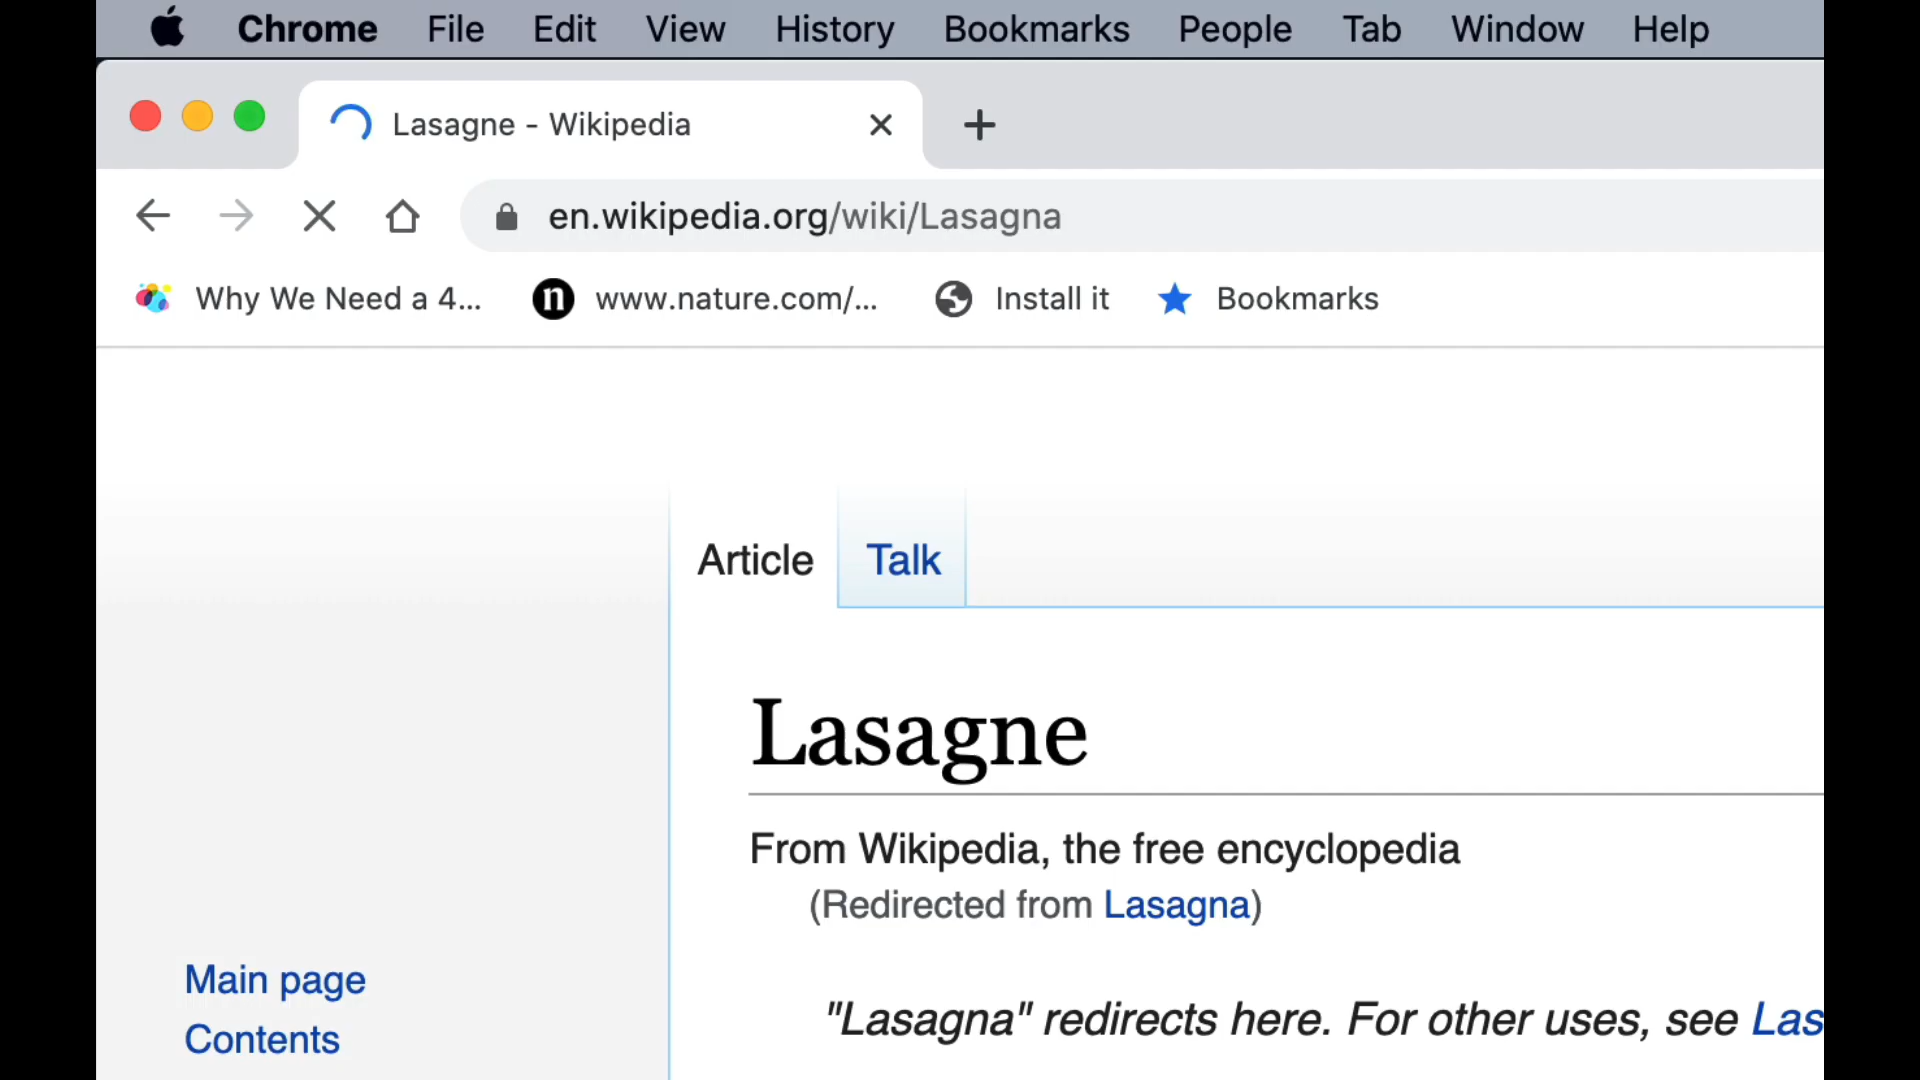 Chrome File Edit View History Bookmarks People Tab Window Help
Lasagne - Wikipedia
en.wikipedia.org/wiki/Lasagna
Why We Need a 4... n www.nature.com/... Install it Bookmarks
Article Talk
Lasagne
From Wikipedia, the free encyclopedia
(Redirected from Lasagna)
"Lasagna" redirects here. For other uses, see Las
Main page
Contents